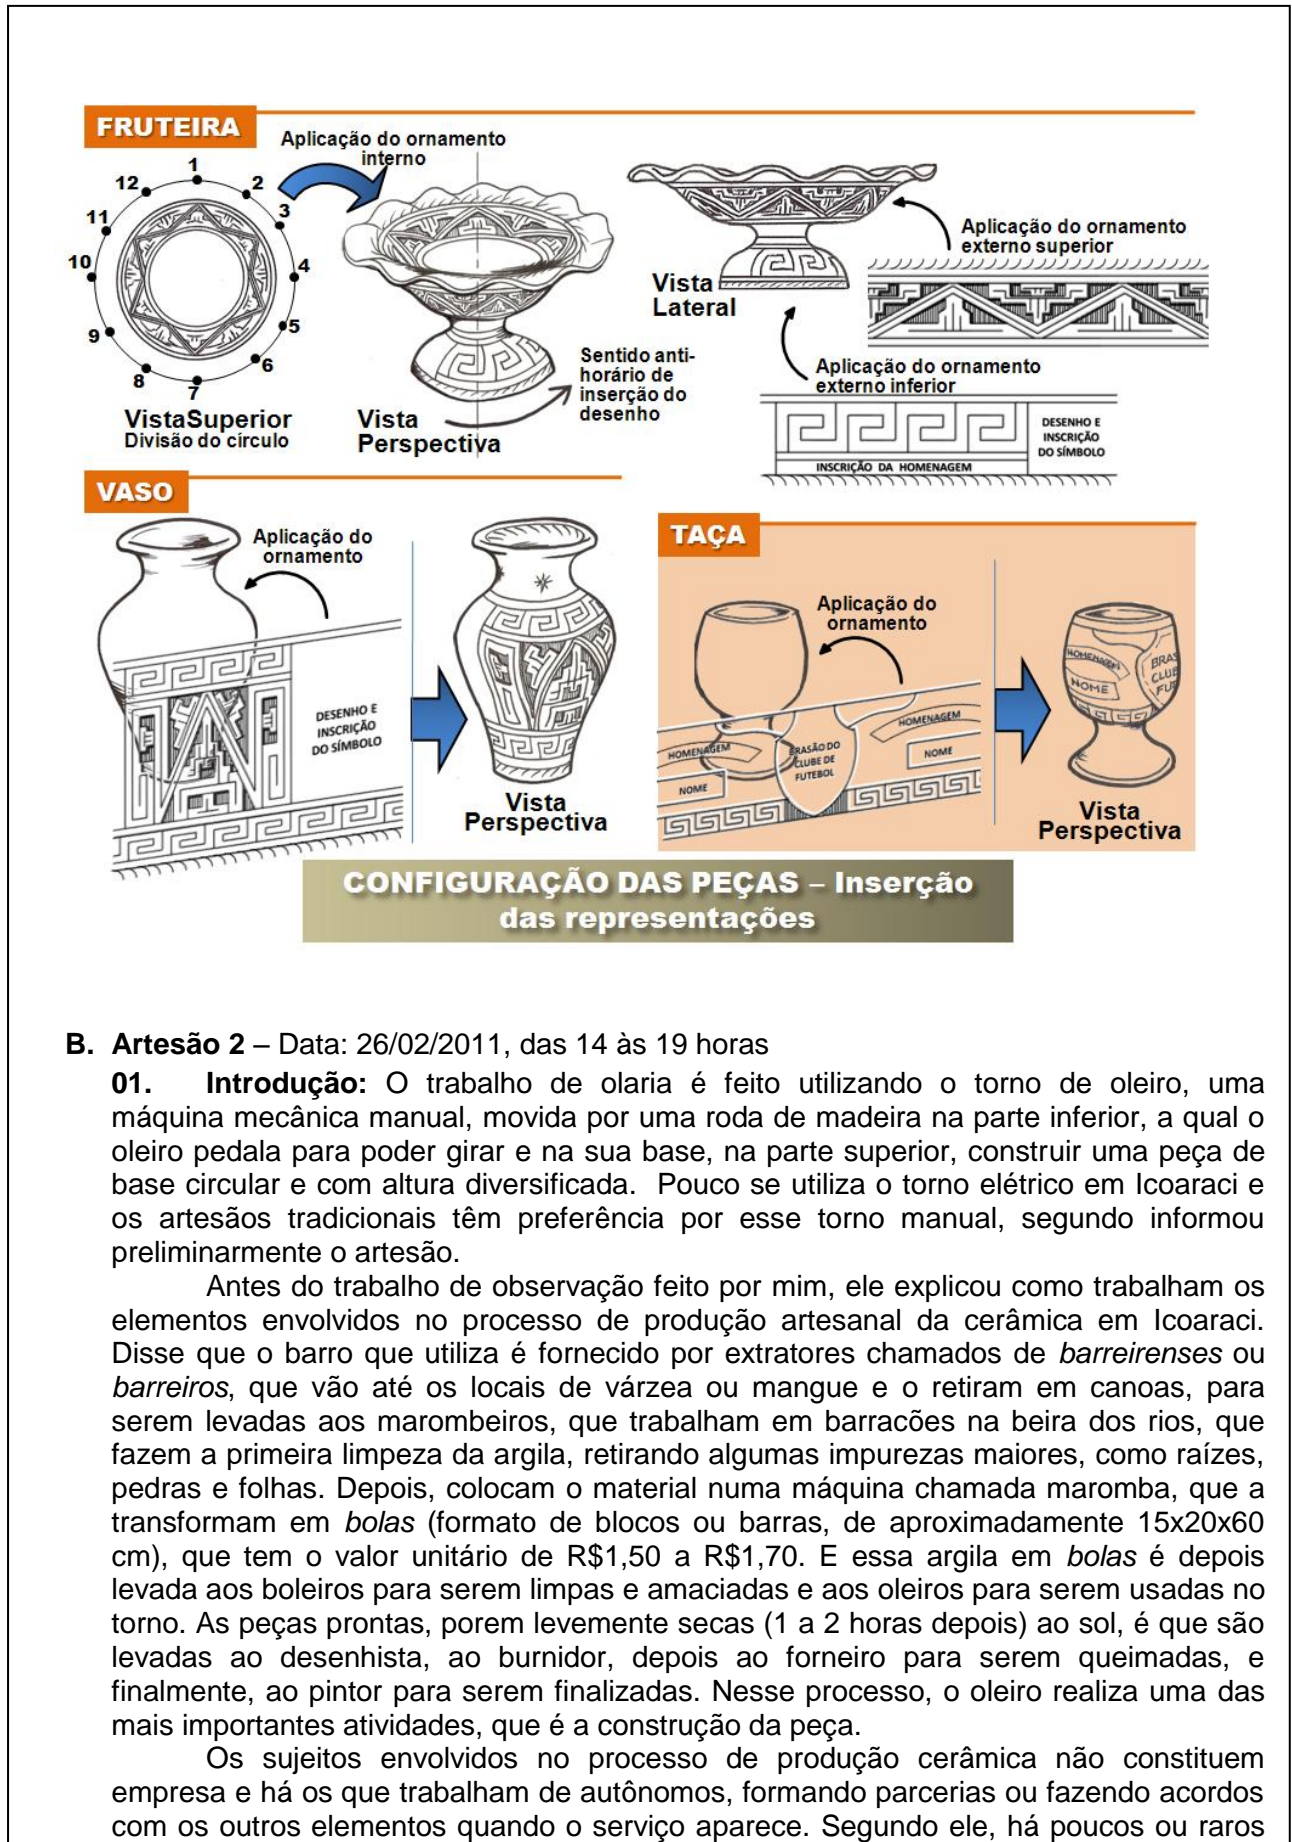 FRUTEIRA
Aplicação do ornamento
interno
1
2
3
4
5
6
7
8
9
10
11
12
VistaSuperior
Divisão do círculo
Vista
Perspectiva
Sentido anti-
horário de
inserção do
desenho
Vista
Lateral
Aplicação do ornamento
externo superior
Aplicação do ornamento
externo inferior
DESENHO E
INSCRIÇÃO
DO SÍMBOLO
INSCRIÇÃO DA HOMENAGEM
VASO
Aplicação do
ornamento
DESENHO E
INSCRIÇÃO
DO SÍMBOLO
Vista
Perspectiva
TAÇA
Aplicação do
ornamento
HOMENAGEM
NOME
BRASÃO DO
CLUBE DE
FUTEBOL
HOMENAGEM
NOME
HOMENAGEM
NOME
BRAS
CLUB
FUT
Vista
Perspectiva
CONFIGURAÇÃO DAS PEÇAS – Inserção
das representações
B. Artesão 2 – Data: 26/02/2011, das 14 às 19 horas
01. Introdução: O trabalho de olaria é feito utilizando o torno de oleiro, uma
máquina mecânica manual, movida por uma roda de madeira na parte inferior, a qual o
oleiro pedala para poder girar e na sua base, na parte superior, construir uma peça de
base circular e com altura diversificada. Pouco se utiliza o torno elétrico em Icoaraci e
os artesãos tradicionais têm preferência por esse torno manual, segundo informou
preliminarmente o artesão.
Antes do trabalho de observação feito por mim, ele explicou como trabalham os
elementos envolvidos no processo de produção artesanal da cerâmica em Icoaraci.
Disse que o barro que utiliza é fornecido por extratores chamados de barreirenses ou
barreiros, que vão até os locais de várzea ou mangue e o retiram em canoas, para
serem levadas aos marombeiros, que trabalham em barracões na beira dos rios, que
fazem a primeira limpeza da argila, retirando algumas impurezas maiores, como raízes,
pedras e folhas. Depois, colocam o material numa máquina chamada maromba, que a
transformam em bolas (formato de blocos ou barras, de aproximadamente 15x20x60
cm), que tem o valor unitário de R$1,50 a R$1,70. E essa argila em bolas é depois
levada aos boleiros para serem limpas e amaciadas e aos oleiros para serem usadas no
torno. As peças prontas, porem levemente secas (1 a 2 horas depois) ao sol, é que são
levadas ao desenhista, ao burnidor, depois ao forneiro para serem queimadas, e
finalmente, ao pintor para serem finalizadas. Nesse processo, o oleiro realiza uma das
mais importantes atividades, que é a construção da peça.
Os sujeitos envolvidos no processo de produção cerâmica não constituem
empresa e há os que trabalham de autônomos, formando parcerias ou fazendo acordos
com os outros elementos quando o serviço aparece. Segundo ele, há poucos ou raros